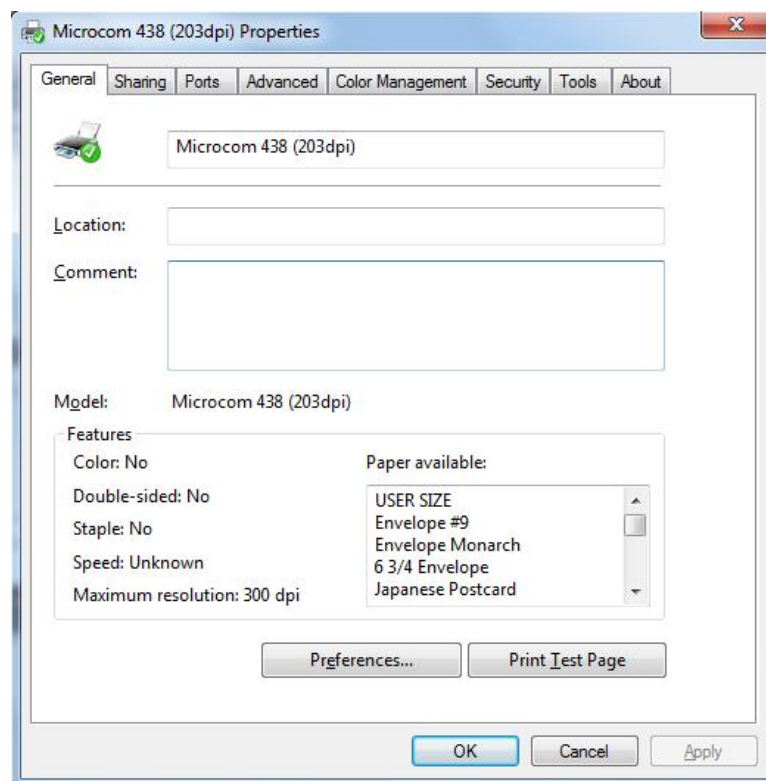 Microcom 438 (203dpi) Properties
General Sharing Ports Advanced Color Management Security Tools About
Microcom 438 (203dpi)
Location:
Comment:
Model: Microcom 438 (203dpi)
Features
Color: No
Paper available:
Double-sided: No
Staple: No
Speed: Unknown
Maximum resolution: 300 dpi
USER SIZE
Envelope #9
Envelope Monarch
6 3/4 Envelope
Japanese Postcard
Preferences... Print Test Page
OK Cancel Apply